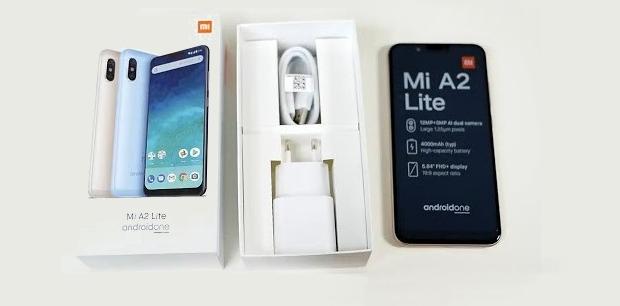 mi
Mi A2 Lite
androidone
mi
Mi A2
Lite
12MP+5MP AI dual camera
Large 1.25μm pixels
4000mAh (typ)
High-capacity battery
5.84" FHD+ display
19:9 aspect ratio
androidone